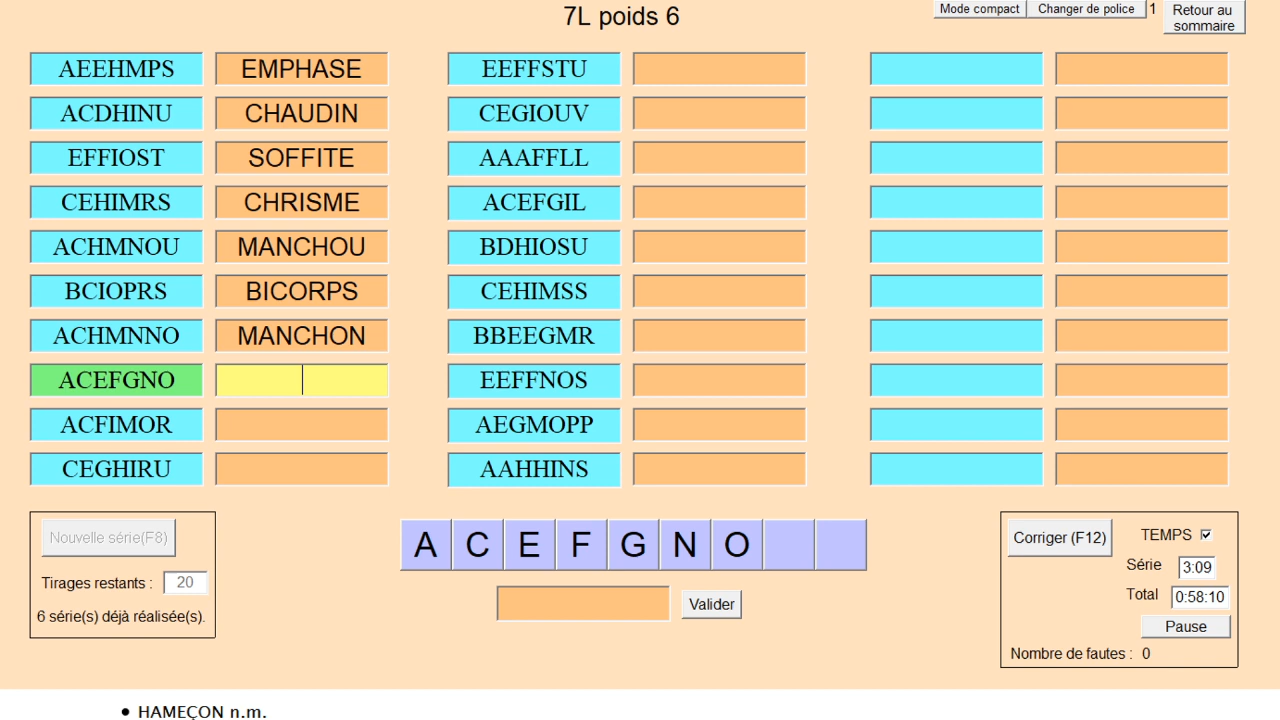 7L poids 6
Mode compact Changer de police 1 Retour au
sommaire
AEEHMPS EMPHASE EEFFSTU
ACDHINU CHAUDIN CEGIOUV
EFFIOST SOFFITE AAAFFLL
CEHIMRS CHRISME ACEFGIL
ACHMNOU MANCHOU BDHIOSU
BCIOPRS BICORPS CEHIMSS
ACHMNNO MANCHON BBEEGMR
ACEFGNO EEFFNOS
ACFIMOR AEGMOPP
CEGHIRU AAHHINS
Nouvelle série(F8)
Tirages restants : 20
6 série(s) déjà réalisée(s).
A C E F G N O
Valider
Corriger (F12) TEMPS
Série 3:09
Total 0:58:10
Pause
Nombre de fautes : 0
• HAMEÇON n.m.